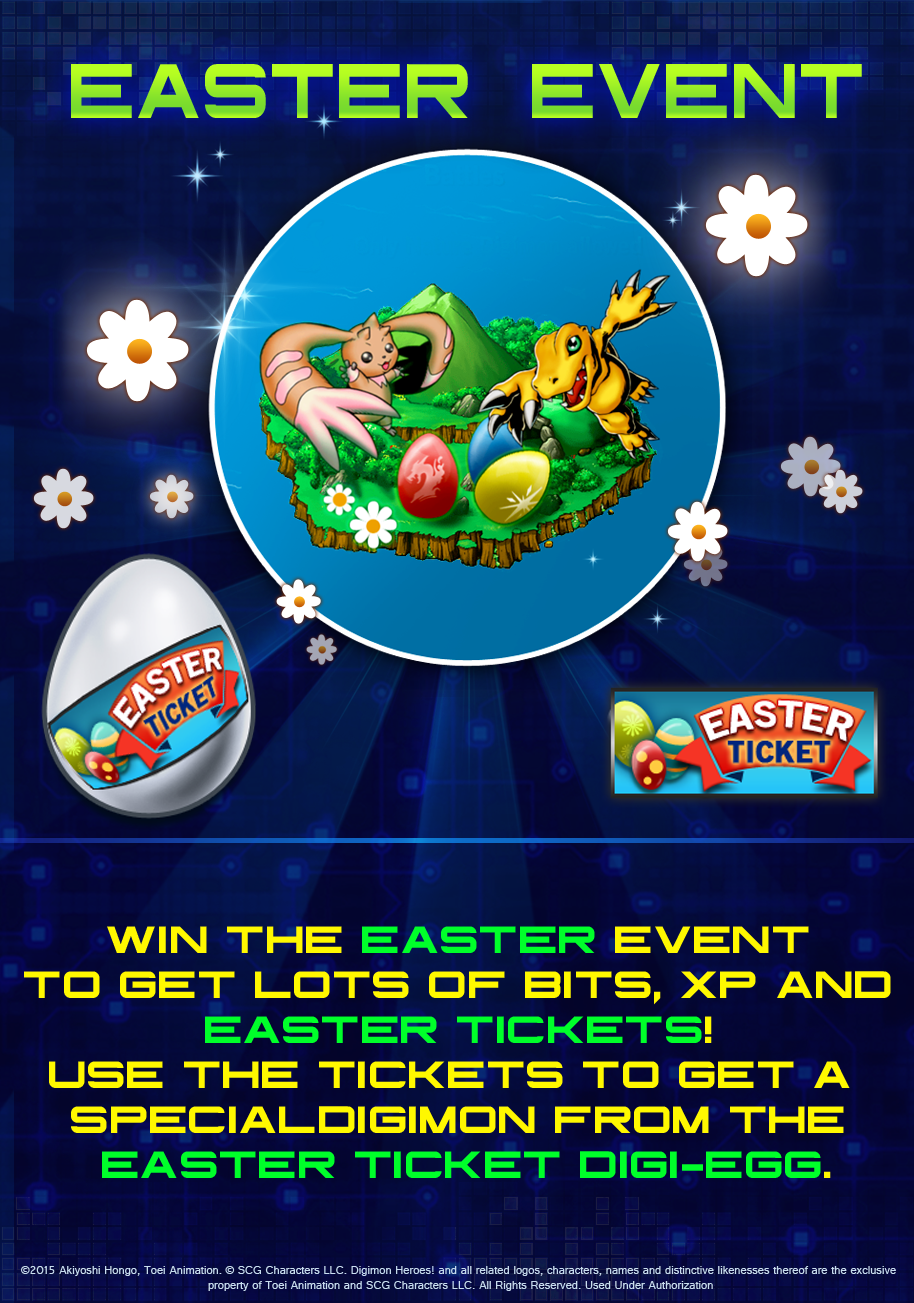 EASTER EVENT
EASTER
TICKET
EASTER
TICKET
WIN THE EASTER EVENT
TO GET LOTS OF BITS, XP AND
EASTER TICKETS!
USE THE TICKETS TO GET A
SPECIALDIGIMON FROM THE
EASTER TICKET DIGI-EGG.
©2015 Akiyoshi Hongo, Toei Animation. © SCG Characters LLC. Digimon Heroes! and all related logos, characters, names and distinctive likenesses thereof are the exclusive
property of Toei Animation and SCG Characters LLC. All Rights Reserved. Used Under Authorization